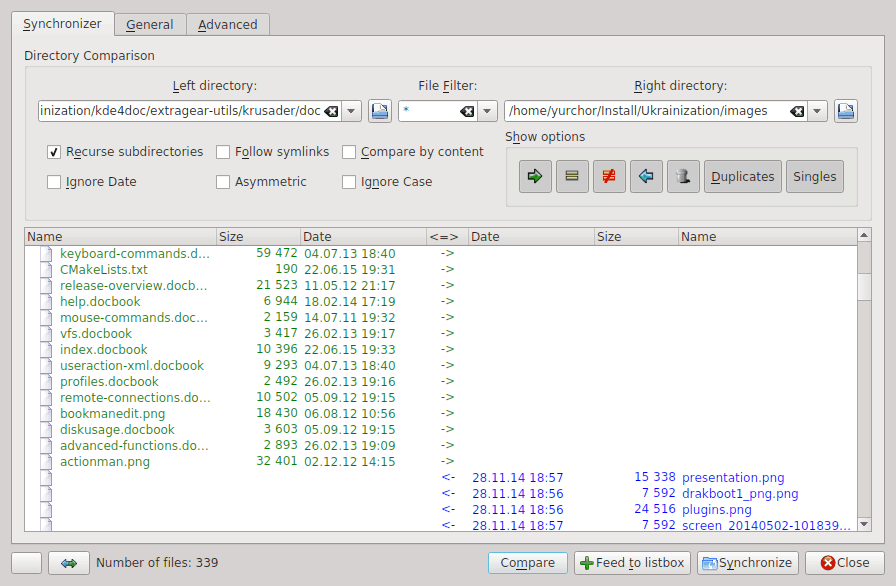 Synchronizer General Advanced
Directory Comparison
Left directory: File Filter: Right directory:
inization/kde4doc/extragear-utils/krusader/doc * /home/yurchor/Install/Ukrainization/images
Show options
Recurse subdirectories Follow symlinks Compare by content
Ignore Date Asymmetric Ignore Case
Duplicates Singles
Name Size Date <=> Date Size Name
keyboard-commands.d... 59 472 04.07.13 18:40 ->
CMakeLists.txt 190 22.06.15 19:31 ->
release-overview.docb... 21 523 11.05.12 21:17 ->
help.docbook 6 944 18.02.14 17:19 ->
mouse-commands.doc... 2 159 14.07.11 19:32 ->
vfs.docbook 3 417 26.02.13 19:17 ->
index.docbook 10 396 22.06.15 19:33 ->
useraction-xml.docbook 9 293 04.07.13 18:40 ->
profiles.docbook 2 492 26.02.13 19:16 ->
remote-connections.do... 10 502 05.09.12 19:15 ->
bookmanedit.png 18 430 06.08.12 10:56 ->
diskusage.docbook 3 603 05.09.12 19:15 ->
advanced-functions.do... 2 893 26.02.13 19:09 ->
actionman.png 32 401 02.12.12 14:15 ->
<- 28.11.14 18:57 15 338 presentation.png
<- 28.11.14 18:56 7 592 drakboot1_png.png
<- 28.11.14 18:56 24 516 plugins.png
<- 28.11.14 18:57 7 592 screen_20140502-101839...
Number of files: 339 Compare Feed to listbox Synchronize Close